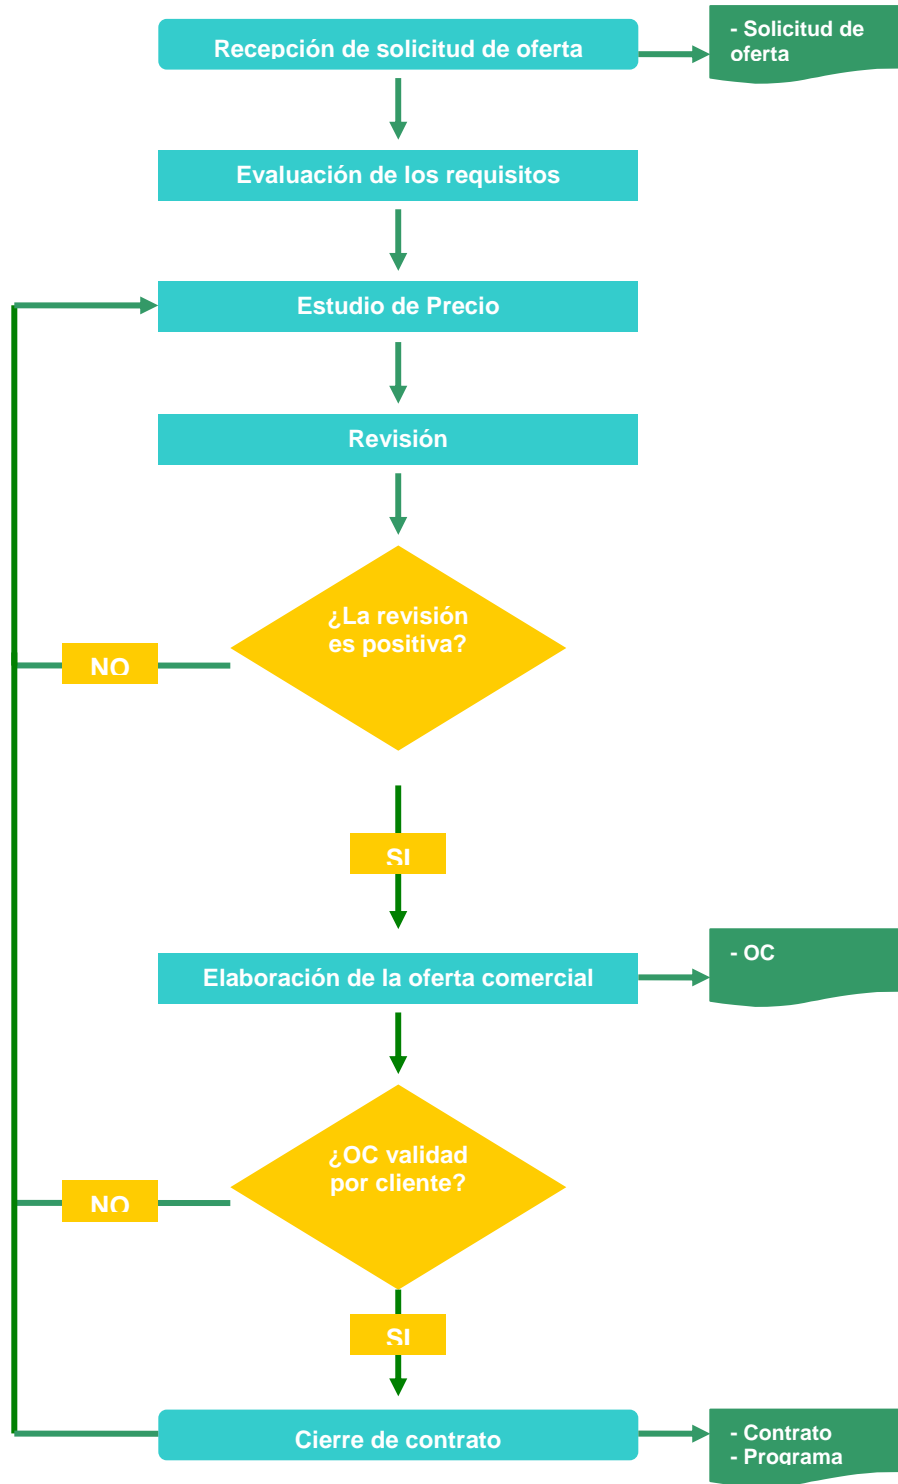 Recepción de solicitud de oferta
- Solicitud de
oferta
Evaluación de los requisitos
Estudio de Precio
Revisión
¿La revisión
es positiva?
NO
SI
Elaboración de la oferta comercial
- OC
¿OC validad
por cliente?
NO
SI
Cierre de contrato
- Contrato
- Programa